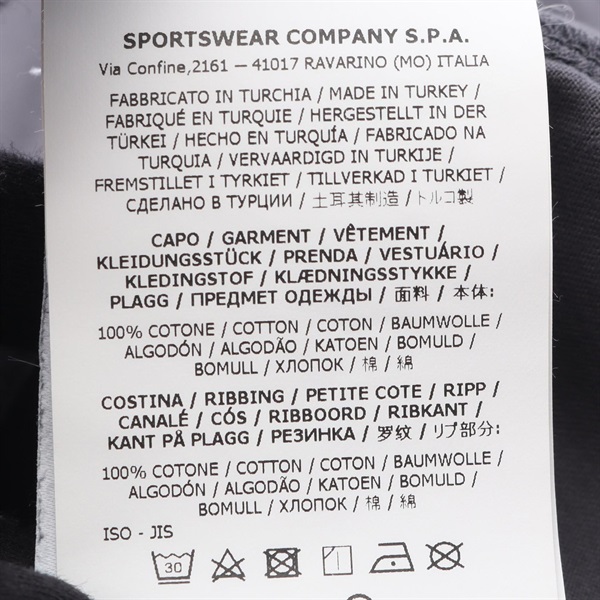 SPORTSWEAR COMPANY S.P.A.
Via Confine,2161 — 41017 RAVARINO (MO) ITALIA
FABBRICATO IN TURCHIA / MADE IN TURKEY /
FABRIQUÉ EN TURQUIE / HERGESTELLT IN DER
TÜRKEI / HECHO EN TURQUÍA / FABRICADO NA
TURQUIA / VERVAARDIGD IN TURKIJE /
FREMSTILLET I TYRKIET / TILLVERKAD I TURKIET /
СДЕЛАНО В ТУРЦИИ / 土耳其制造 / トルコ製
CAPO / GARMENT / VÊTEMENT /
KLEIDUNGSSTÜCK / PRENDA / VESTUÁRIO /
KLEDINGSTOF / KLÆDNINGSSTYKKE /
PLAGG / ПРЕДМЕТ ОДЕЖДЫ / 面料 / 本体:
100% COTONE / COTTON / COTON / BAUMWOLLE /
ALGODÓN / ALGODÃO / KATOEN / BOMULD /
BOMULL / ХЛОПОК / 棉 / 綿
COSTINA / RIBBING / PETITE COTE / RIPP /
CANALÉ / CÓS / RIBBOORD / RIBKANT /
KANT PÅ PLAGG / РЕЗИНКА / 罗纹 / リブ部分:
100% COTONE / COTTON / COTON / BAUMWOLLE /
ALGODÓN / ALGODÃO / KATOEN / BOMULD /
BOMULL / ХЛОПОК / 棉 / 綿
ISO - JIS
30